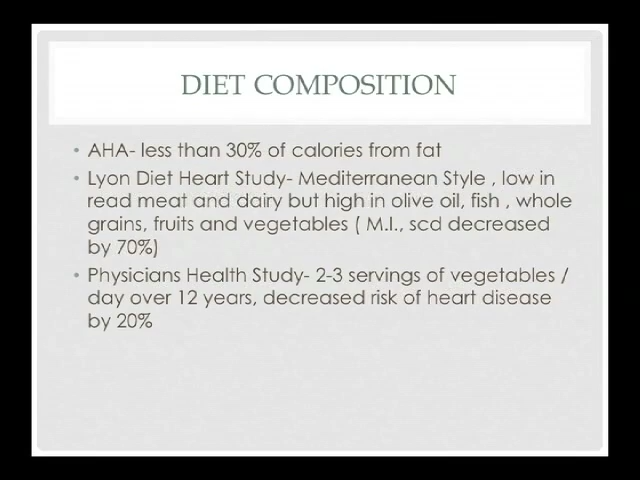 DIET COMPOSITION
• AHA- less than 30% of calories from fat
• Lyon Diet Heart Study- Mediterranean Style , low in
read meat and dairy but high in olive oil, fish , whole
grains, fruits and vegetables ( M.I., scd decreased
by 70%)
• Physicians Health Study- 2-3 servings of vegetables /
day over 12 years, decreased risk of heart disease
by 20%